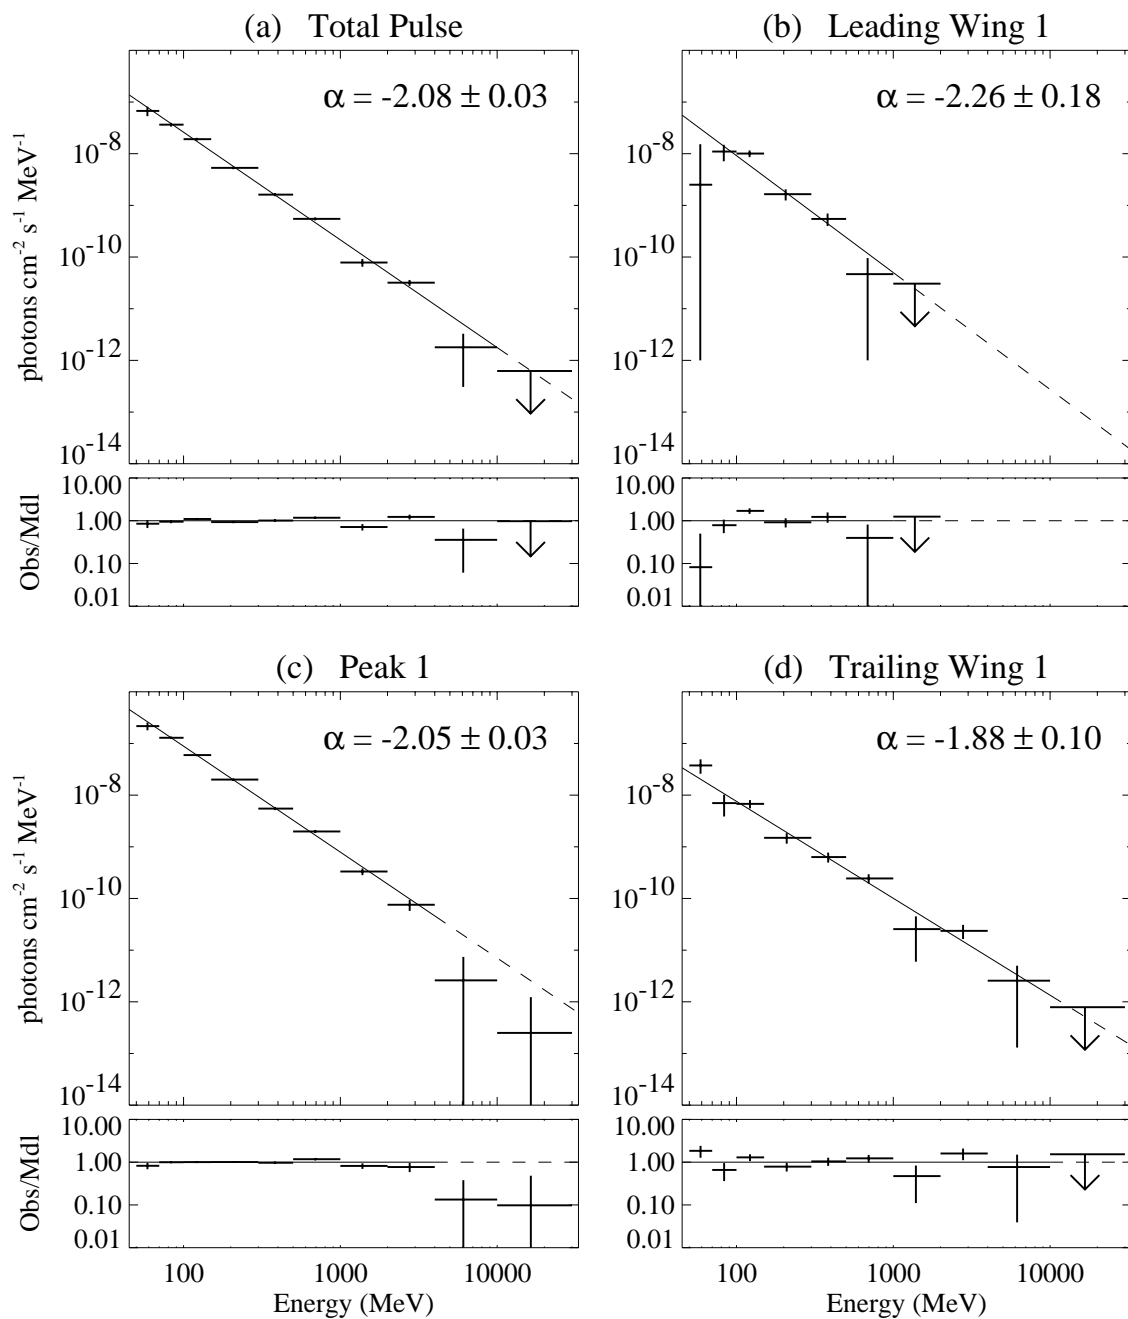 (a) Total Pulse
(b) Leading Wing 1
α = -2.08 ± 0.03
α = -2.26 ± 0.18
photons cm⁻² s⁻¹ MeV⁻¹
10⁻⁸
10⁻¹⁰
10⁻¹²
10⁻¹⁴
10⁻⁸
10⁻¹⁰
10⁻¹²
10⁻¹⁴
Obs/Mdl
10.00
1.00
0.10
0.01
10.00
1.00
0.10
0.01
(c) Peak 1
(d) Trailing Wing 1
α = -2.05 ± 0.03
α = -1.88 ± 0.10
photons cm⁻² s⁻¹ MeV⁻¹
10⁻⁸
10⁻¹⁰
10⁻¹²
10⁻¹⁴
10⁻⁸
10⁻¹⁰
10⁻¹²
10⁻¹⁴
Obs/Mdl
10.00
1.00
0.10
0.01
10.00
1.00
0.10
0.01
100 1000 10000
100 1000 10000
Energy (MeV)
Energy (MeV)